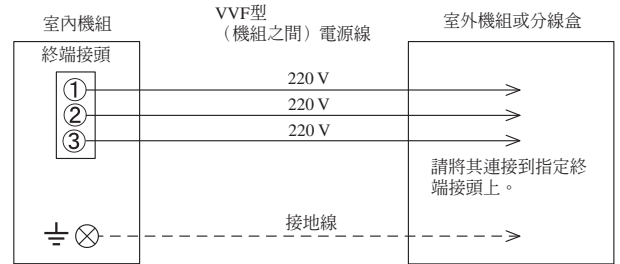 室內機組
VVF型
（機組之間）電源線
室外機組或分線盒
終端接頭
① 220 V
② 220 V
③ 220 V
請將其連接到指定終
端接頭上。
接地線